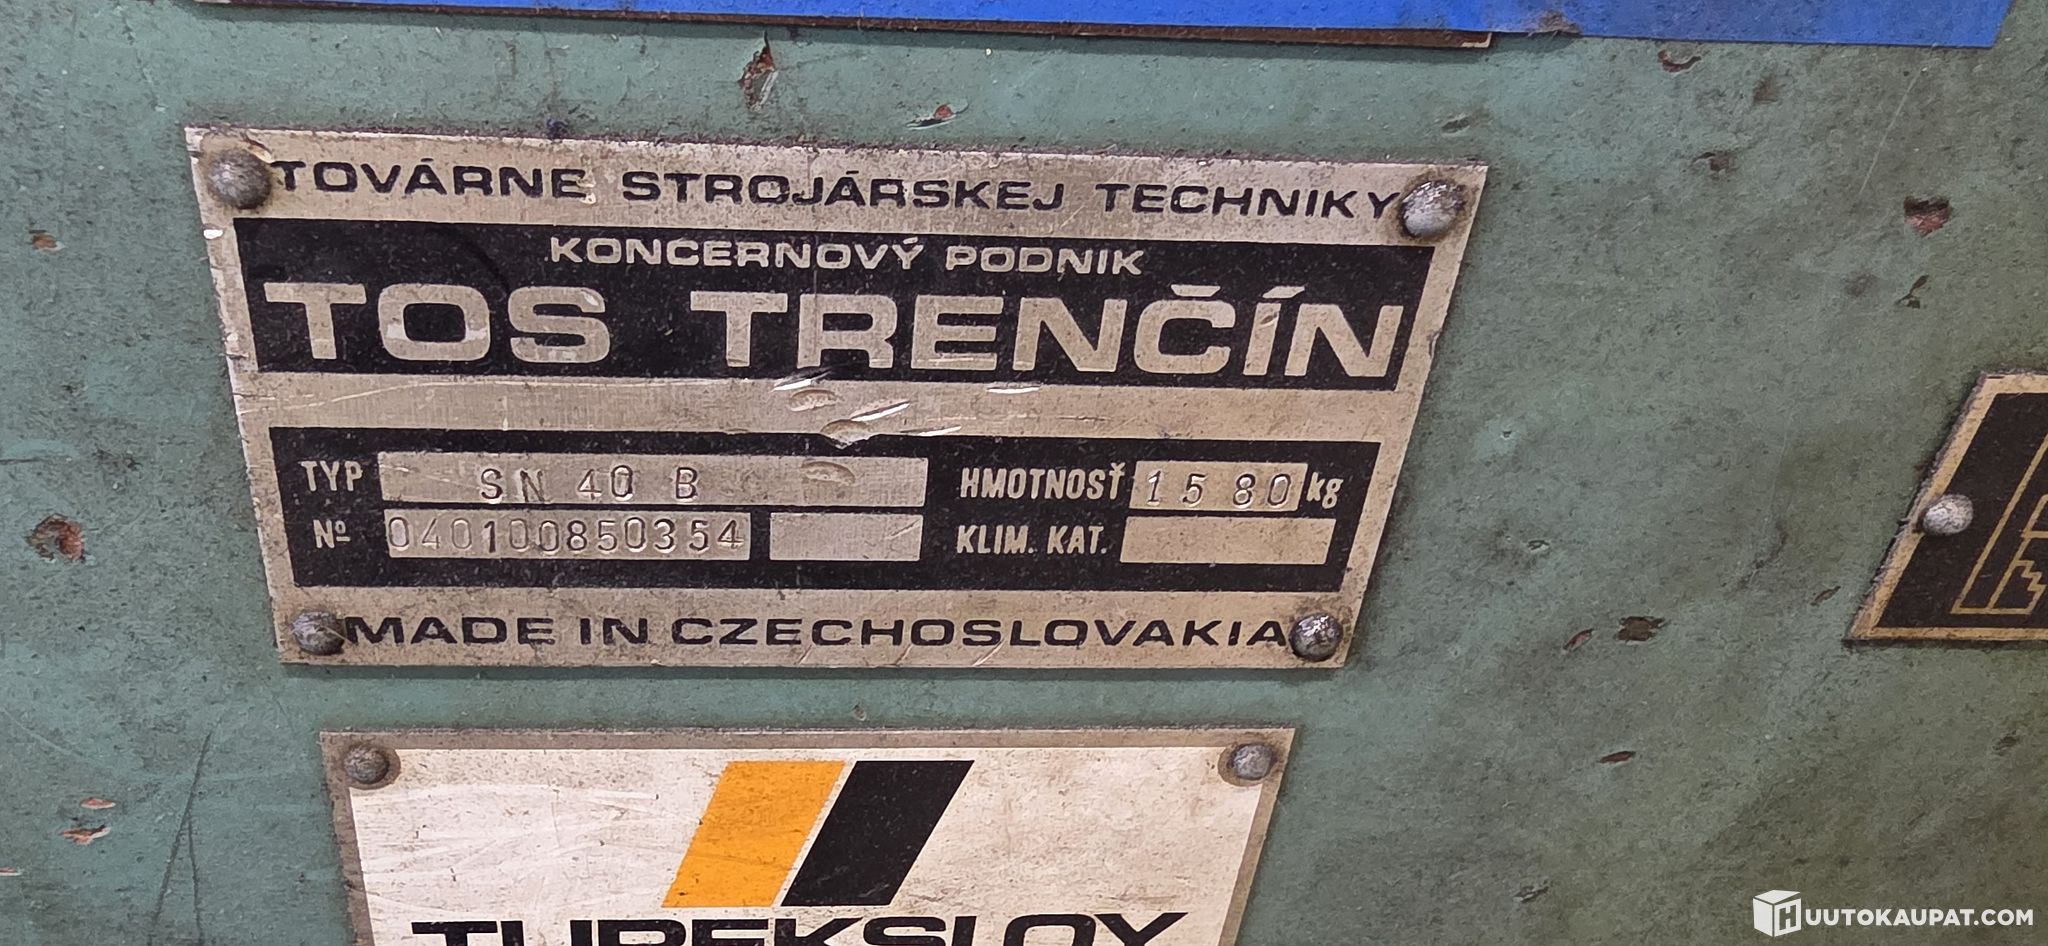 TOVÁRNE STROJÁRSKEJ TECHNIKY
KONCERNOVÝ PODNIK
TOS TRENČÍN
TYP SN 40 B HMOTNOSŤ 1580 kg
Nº 040100850354 KLIM. KAT.
MADE IN CZECHOSLOVAKIA
HUUTOKAUPAT.COM